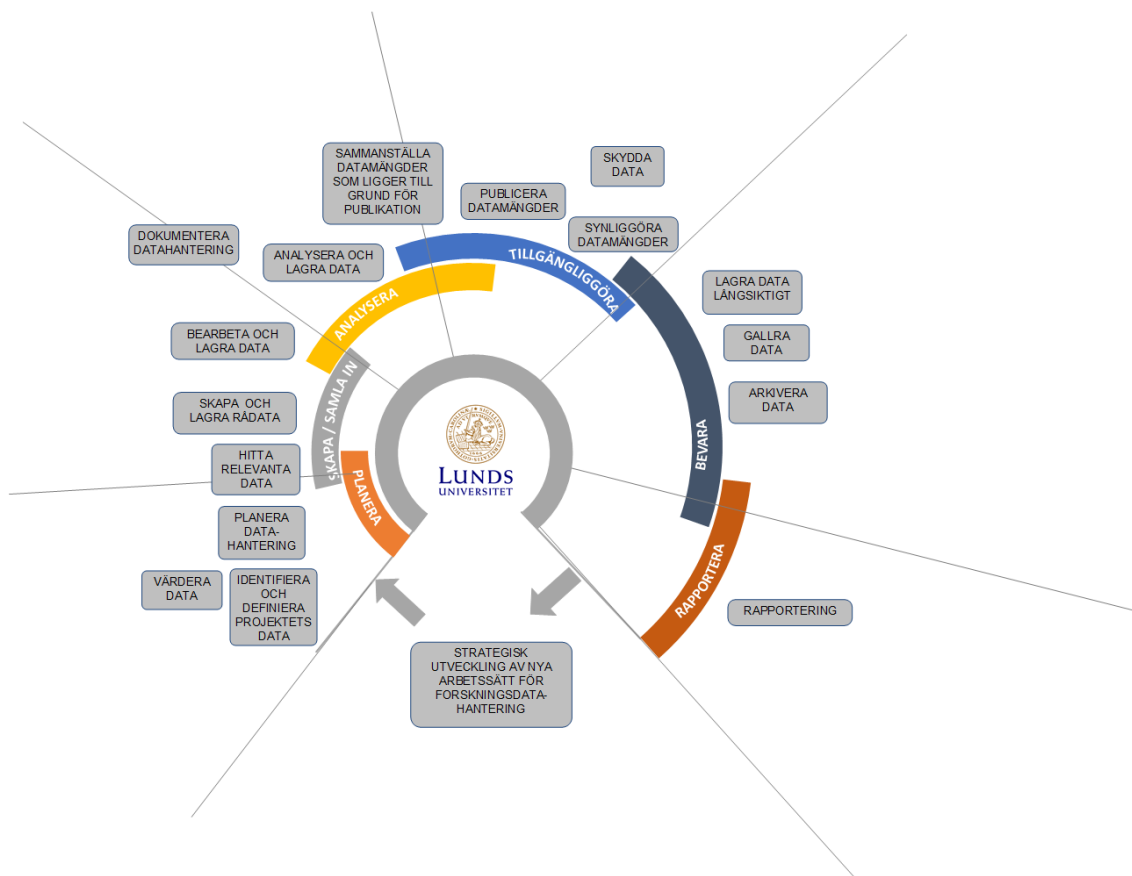 SAMMANSTÄLLA
DATAMÄNGDER
SOM LIGGER TILL
GRUND FÖR
PUBLIKATION
SKYDDA
DATA
PUBLICERA
DATAMÄNGDER
SYNLIGGÖRA
DATAMÄNGDER
DOKUMENTERA
DATAHANTERING
ANALYSERA OCH
LAGRA DATA
TILLGÄNGLIGGÖRA
LAGRA DATA
LÅNGSIKTIGT
ANALYSERA
BEARBETA OCH
LAGRA DATA
GALLRA
DATA
SKAPA OCH
LAGRA RÅDATA
SKAPA / SAMLA IN
ARKIVERA
DATA
BEVARA
HITTA
RELEVANTA
DATA
PLANERA
LUNDS
UNIVERSITET
PLANERA
DATA-
HANTERING
VÄRDERA
DATA
IDENTIFIERA
OCH
DEFINIERA
PROJEKTETS
DATA
RAPPORTERA
RAPPORTERING
STRATEGISK
UTVECKLING AV NYA
ARBETSSÄTT FÖR
FORSKNINGSDATA-
HANTERING